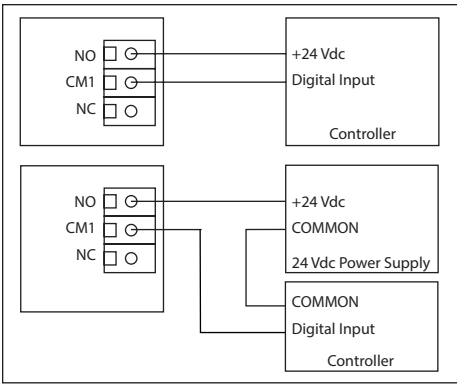 NO
+24 Vdc
CM1
Digital Input
NC
Controller
NO
+24 Vdc
CM1
COMMON
NC
24 Vdc Power Supply
COMMON
Digital Input
Controller